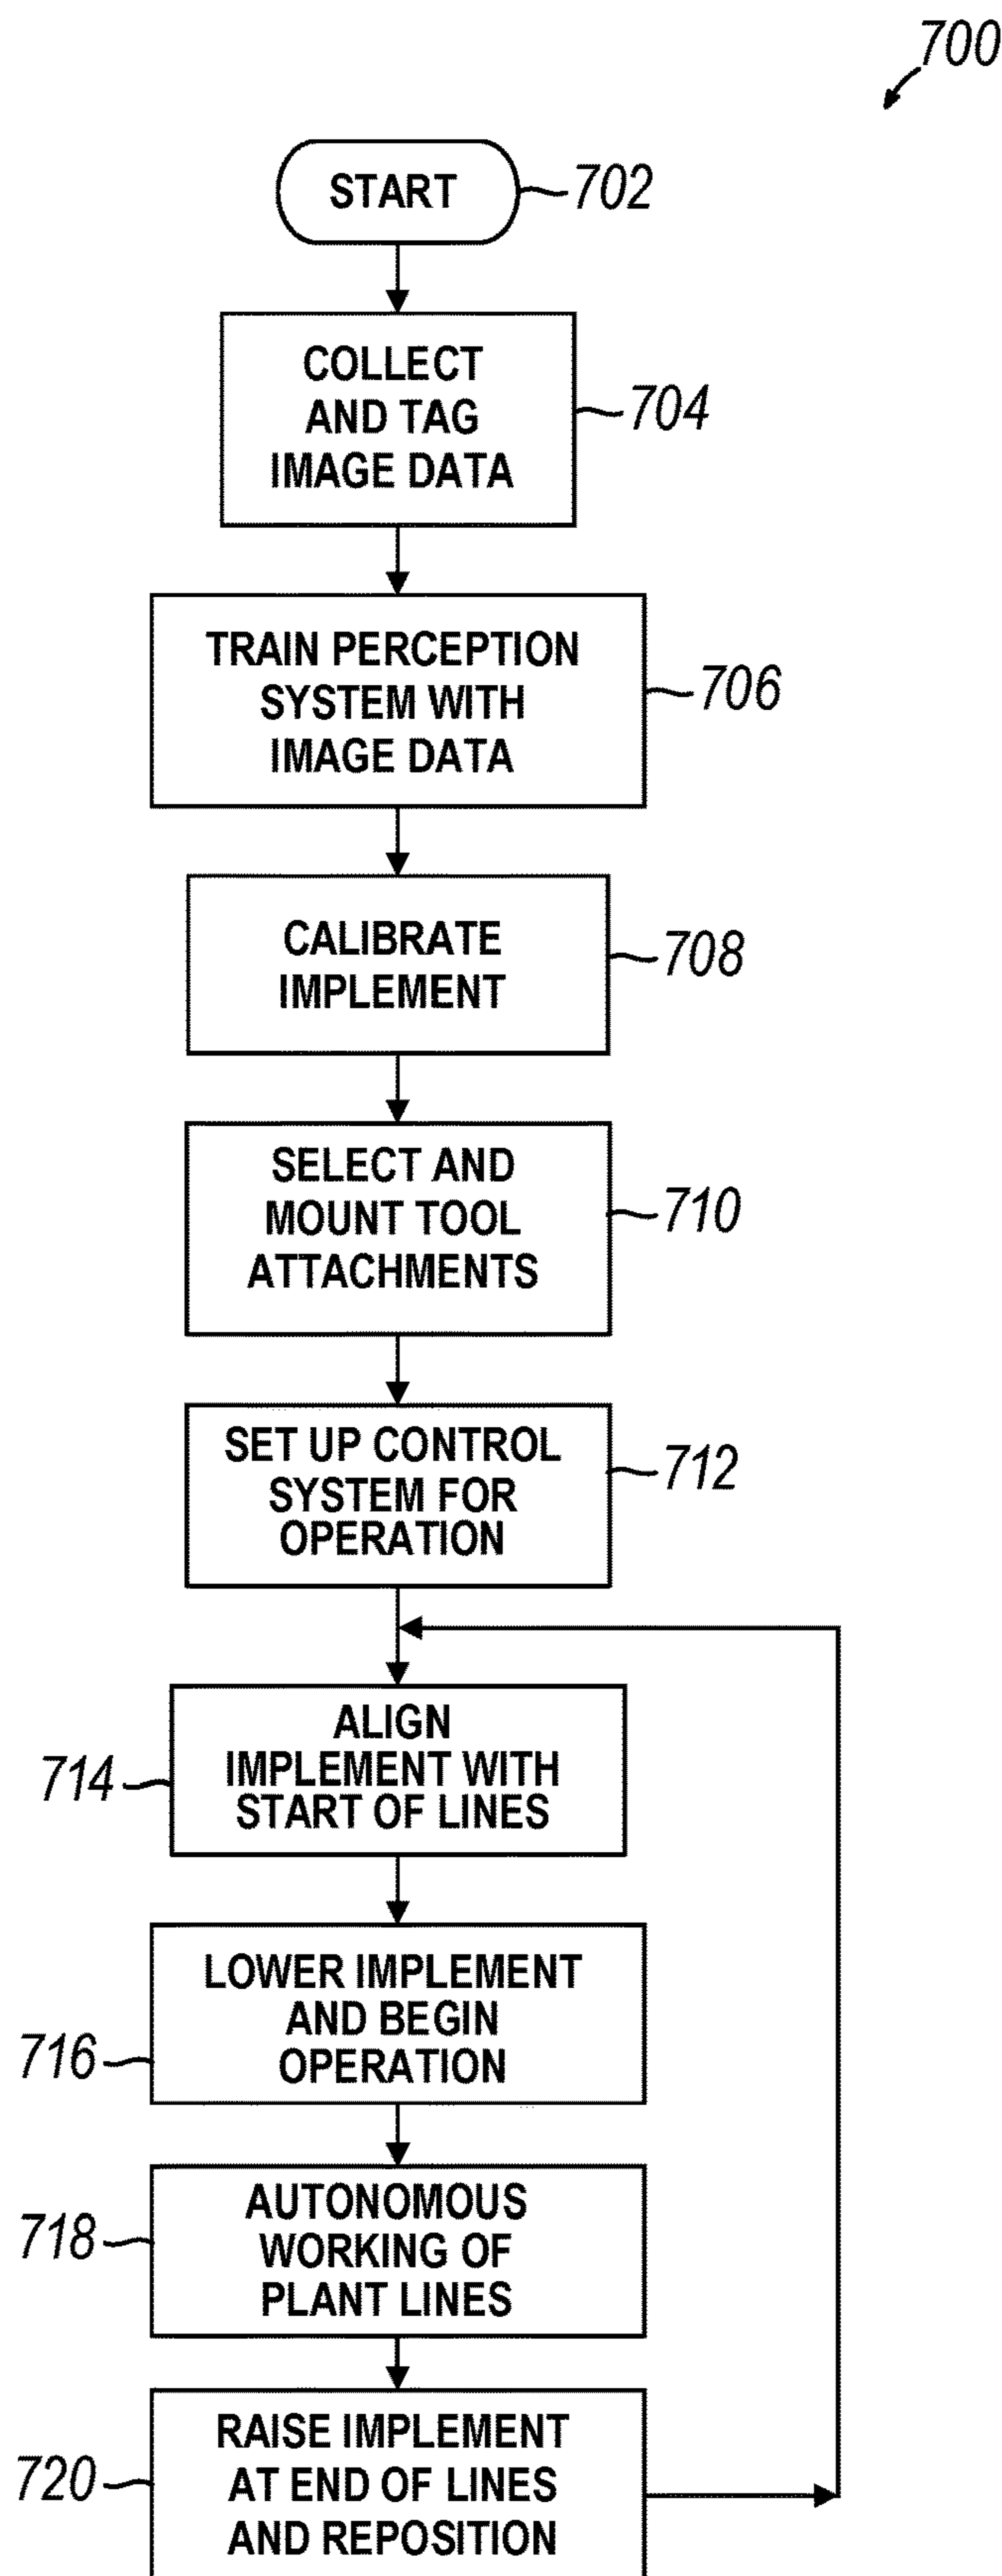 700
START
702
COLLECT
AND TAG
IMAGE DATA
704
TRAIN PERCEPTION
SYSTEM WITH
IMAGE DATA
706
CALIBRATE
IMPLEMENT
708
SELECT AND
MOUNT TOOL
ATTACHMENTS
710
SET UP CONTROL
SYSTEM FOR
OPERATION
712
ALIGN
IMPLEMENT WITH
START OF LINES
714
LOWER IMPLEMENT
AND BEGIN
OPERATION
716
AUTONOMOUS
WORKING OF
PLANT LINES
718
RAISE IMPLEMENT
AT END OF LINES
AND REPOSITION
720